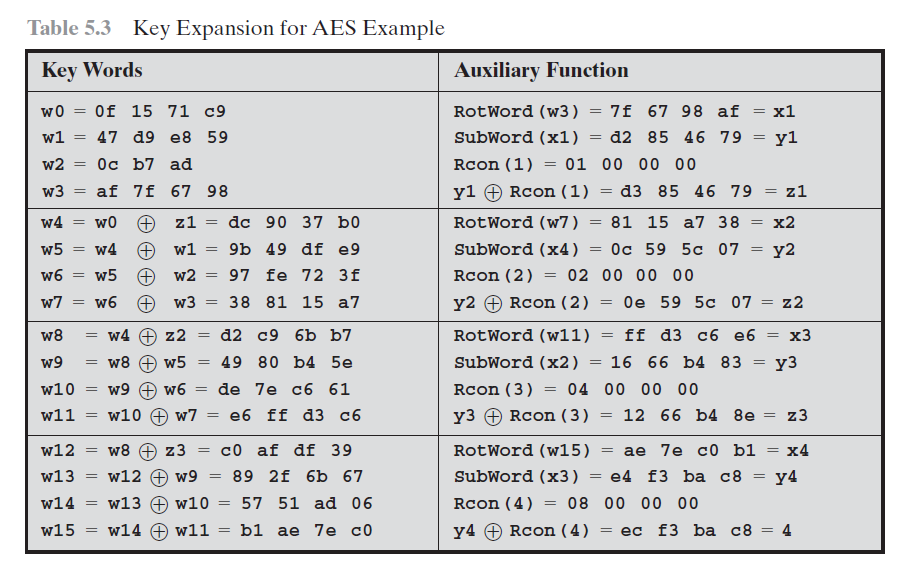 Table 5.3 Key Expansion for AES Example
Key Words
Auxiliary Function
w0 = 0f 15 71 c9
w1 = 47 d9 e8 59
w2 = 0c b7 ad
w3 = af 7f 67 98
RotWord (w3) = 7f 67 98 af = x1
SubWord (x1) = d2 85 46 79 = y1
Rcon (1) = 01 00 00 00
y1 ⊕ Rcon (1) = d3 85 46 79 = z1
w4 = w0 ⊕ z1 = dc 90 37 b0
w5 = w4 ⊕ w1 = 9b 49 df e9
w6 = w5 ⊕ w2 = 97 fe 72 3f
w7 = w6 ⊕ w3 = 38 81 15 a7
RotWord (w7) = 81 15 a7 38 = x2
SubWord (x4) = 0c 59 5c 07 = y2
Rcon (2) = 02 00 00 00
y2 ⊕ Rcon (2) = 0e 59 5c 07 = z2
w8 = w4 ⊕ z2 = d2 c9 6b b7
w9 = w8 ⊕ w5 = 49 80 b4 5e
w10 = w9 ⊕ w6 = de 7e c6 61
w11 = w10 ⊕ w7 = e6 ff d3 c6
RotWord (w11) = ff d3 c6 e6 = x3
SubWord (x2) = 16 66 b4 83 = y3
Rcon (3) = 04 00 00 00
y3 ⊕ Rcon (3) = 12 66 b4 8e = z3
w12 = w8 ⊕ z3 = c0 af df 39
w13 = w12 ⊕ w9 = 89 2f 6b 67
w14 = w13 ⊕ w10 = 57 51 ad 06
w15 = w14 ⊕ w11 = b1 ae 7e c0
RotWord (w15) = ae 7e c0 b1 = x4
SubWord (x3) = e4 f3 ba c8 = y4
Rcon (4) = 08 00 00 00
y4 ⊕ Rcon (4) = ec f3 ba c8 = 4